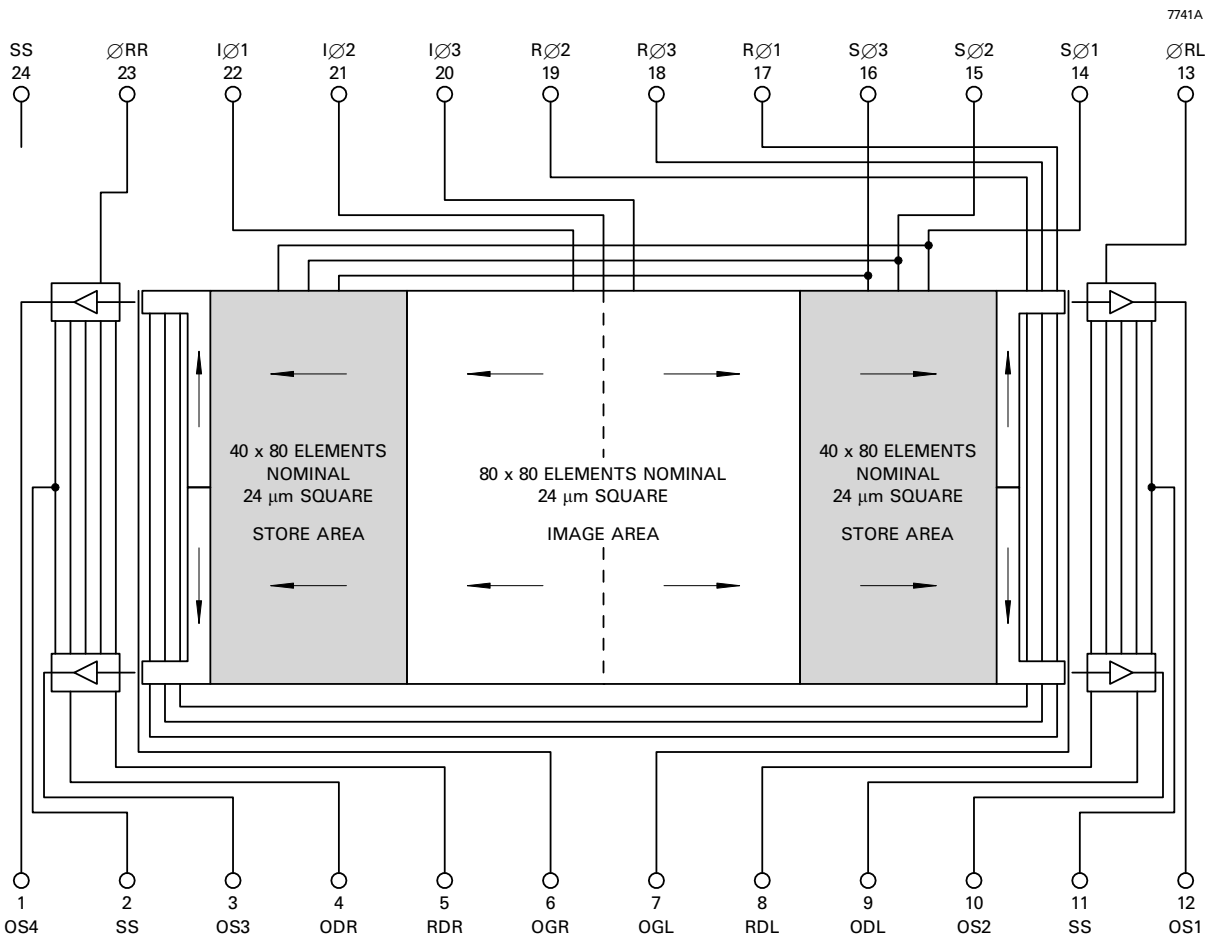 7741A
SS ∅RR I∅1 I∅2 I∅3 R∅2 R∅3 R∅1 S∅3 S∅2 S∅1 ∅RL
24 23 22 21 20 19 18 17 16 15 14 13
40 x 80 ELEMENTS
NOMINAL
24 μm SQUARE
STORE AREA
80 x 80 ELEMENTS NOMINAL
24 μm SQUARE
IMAGE AREA
40 x 80 ELEMENTS
NOMINAL
24 μm SQUARE
STORE AREA
1 2 3 4 5 6 7 8 9 10 11 12
OS4 SS OS3 ODR RDR OGR OGL RDL ODL OS2 SS OS1